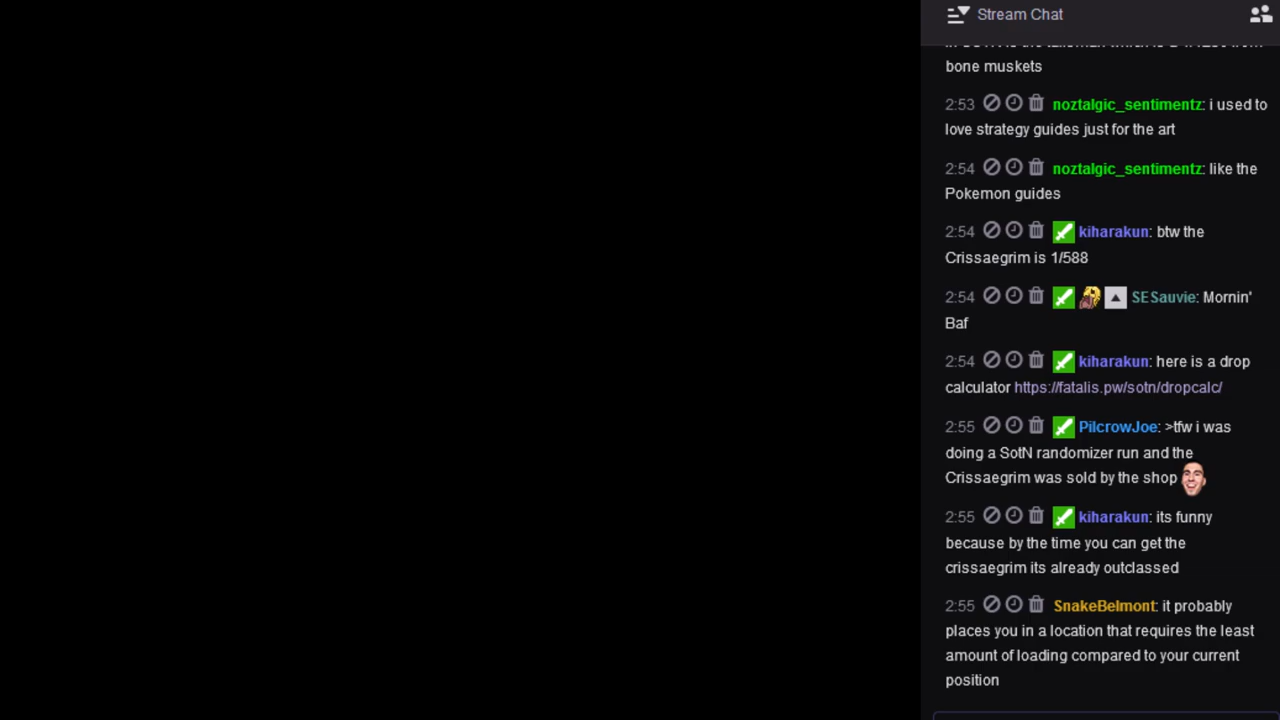 Stream Chat
bone muskets
2:53 noztalgic_sentimentz: i used to
love strategy guides just for the art
2:54 noztalgic_sentimentz: like the
Pokemon guides
2:54 kiharakun: btw the
Crissaegrim is 1/588
2:54 SESauvie: Mornin'
Baf
2:54 kiharakun: here is a drop
calculator https://fatalis.pw/sotn/dropcalc/
2:55 PilcrowJoe: >tfw i was
doing a SotN randomizer run and the
Crissaegrim was sold by the shop
2:55 kiharakun: its funny
because by the time you can get the
crissaegrim its already outclassed
2:55 SnakeBelmont: it probably
places you in a location that requires the least
amount of loading compared to your current
position